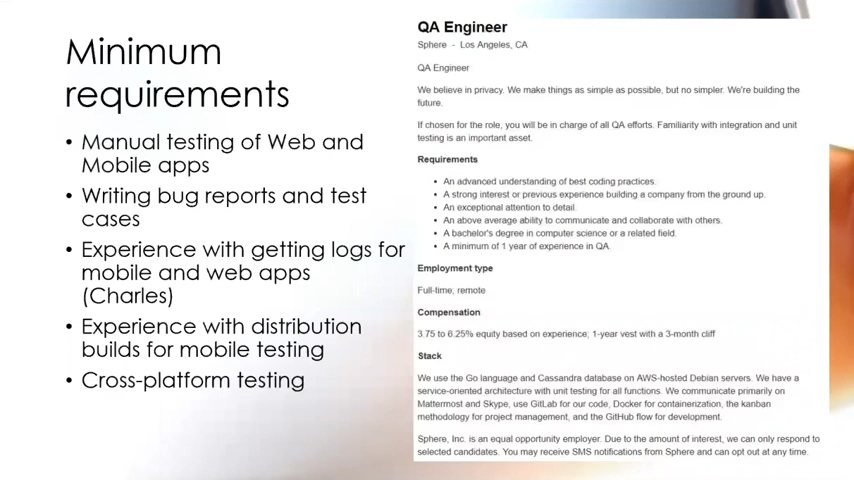 Minimum
requirements
• Manual testing of Web and
Mobile apps
• Writing bug reports and test
cases
• Experience with getting logs for
mobile and web apps
(Charles)
• Experience with distribution
builds for mobile testing
• Cross-platform testing
QA Engineer
Sphere - Los Angeles, CA
QA Engineer
We believe in privacy. We make things as simple as possible, but no simpler. We're building the
future.
If chosen for the role, you will be in charge of all QA efforts. Familiarity with integration and unit
testing is an important asset.
Requirements
• An advanced understanding of best coding practices.
• A strong interest or previous experience building a company from the ground up.
• An exceptional attention to detail.
• An above average ability to communicate and collaborate with others.
• A bachelor's degree in computer science or a related field.
• A minimum of 1 year of experience in QA.
Employment type
Full-time; remote
Compensation
3.75 to 6.25% equity based on experience; 1-year vest with a 3-month cliff
Stack
We use the Go language and Cassandra database on AWS-hosted Debian servers. We have a
service-oriented architecture with unit testing for all functions. We communicate primarily on
Mattermost and Skype, use GitLab for our code, Docker for containerization, the kanban
methodology for project management, and the GitHub flow for development.
Sphere, Inc. is an equal opportunity employer. Due to the amount of interest, we can only respond to
selected candidates. You may receive SMS notifications from Sphere and can opt out at any time.